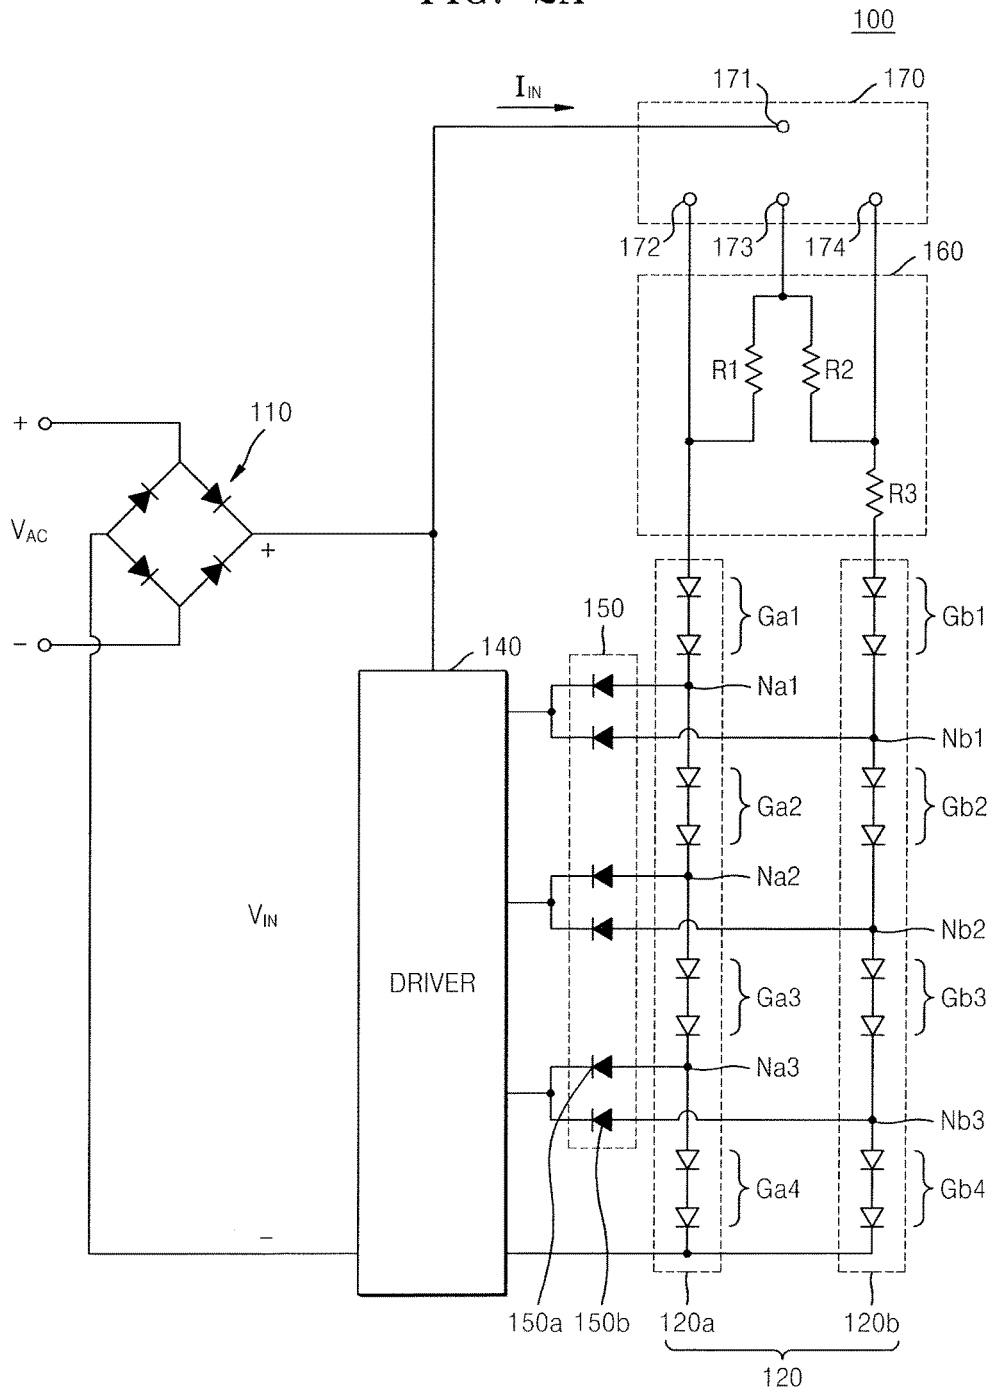 100
171
170
I_IN
172
173
174
160
R1
R2
+
110
R3
V_AC
+
−
150
Ga1
Gb1
140
Na1
Nb1
Ga2
Gb2
Na2
V_IN
Nb2
DRIVER
Ga3
Gb3
Na3
Nb3
Ga4
Gb4
−
150a
150b
120a
120b
120